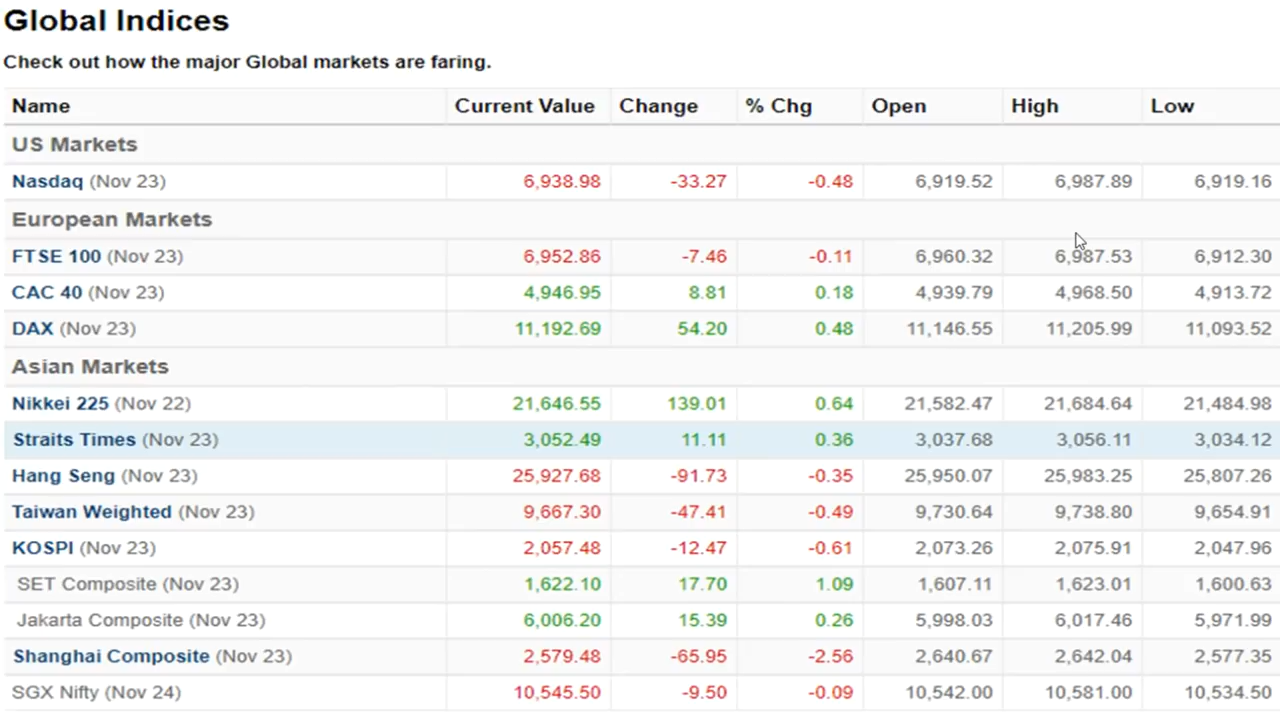 Global Indices
Check out how the major Global markets are faring.
Name Current Value Change % Chg Open High Low
US Markets
Nasdaq (Nov 23) 6,938.98 -33.27 -0.48 6,919.52 6,987.89 6,919.16
European Markets
FTSE 100 (Nov 23) 6,952.86 -7.46 -0.11 6,960.32 6,987.53 6,912.30
CAC 40 (Nov 23) 4,946.95 8.81 0.18 4,939.79 4,968.50 4,913.72
DAX (Nov 23) 11,192.69 54.20 0.48 11,146.55 11,205.99 11,093.52
Asian Markets
Nikkei 225 (Nov 22) 21,646.55 139.01 0.64 21,582.47 21,684.64 21,484.98
Straits Times (Nov 23) 3,052.49 11.11 0.36 3,037.68 3,056.11 3,034.12
Hang Seng (Nov 23) 25,927.68 -91.73 -0.35 25,950.07 25,983.25 25,807.26
Taiwan Weighted (Nov 23) 9,667.30 -47.41 -0.49 9,730.64 9,738.80 9,654.91
KOSPI (Nov 23) 2,057.48 -12.47 -0.61 2,073.26 2,075.91 2,047.96
SET Composite (Nov 23) 1,622.10 17.70 1.09 1,607.11 1,623.01 1,600.63
Jakarta Composite (Nov 23) 6,006.20 15.39 0.26 5,998.03 6,017.46 5,971.99
Shanghai Composite (Nov 23) 2,579.48 -65.95 -2.56 2,640.67 2,642.04 2,577.35
SGX Nifty (Nov 24) 10,545.50 -9.50 -0.09 10,542.00 10,581.00 10,534.50